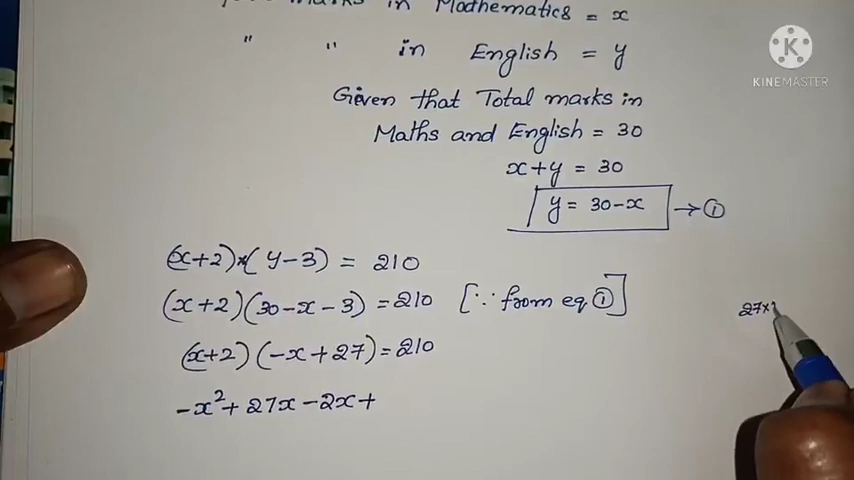 marks in Mathematics = x
" " in English = y
Given that Total marks in
Maths and English = 30
x+y = 30
y = 30-x → ①
(x+2)×(y-3) = 210
(x+2)(30-x-3) = 210 [∵ from eq ①]
(x+2)(-x+27) = 210
-x²+27x-2x+
27×
K
KINEMASTER